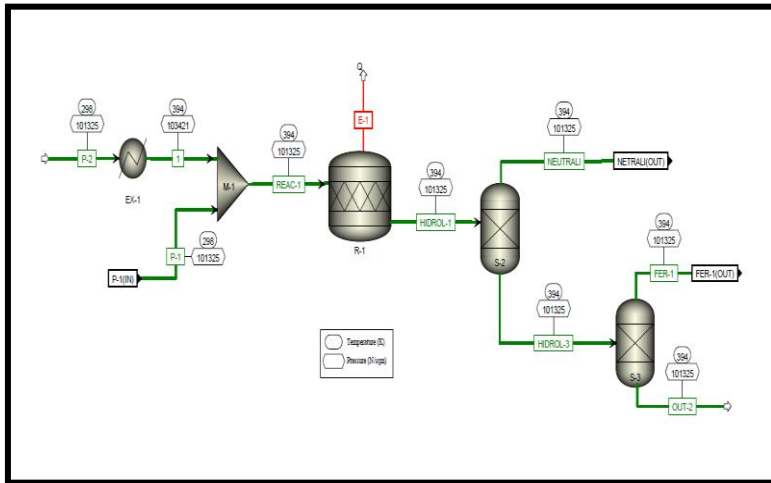 Q
298
101325
P-2
EX-1
394
103421
1
M-1
P-1(IN)
P-1
298
101325
394
101325
REAC-1
E-1
R-1
394
101325
HIDROL-1
S-2
394
101325
NEUTRALI
NETRALI(OUT)
394
101325
HIDROL-3
S-3
394
101325
FER-1
FER-1(OUT)
394
101325
OUT-2
Temperature (K)
Pressure (N/sqm)